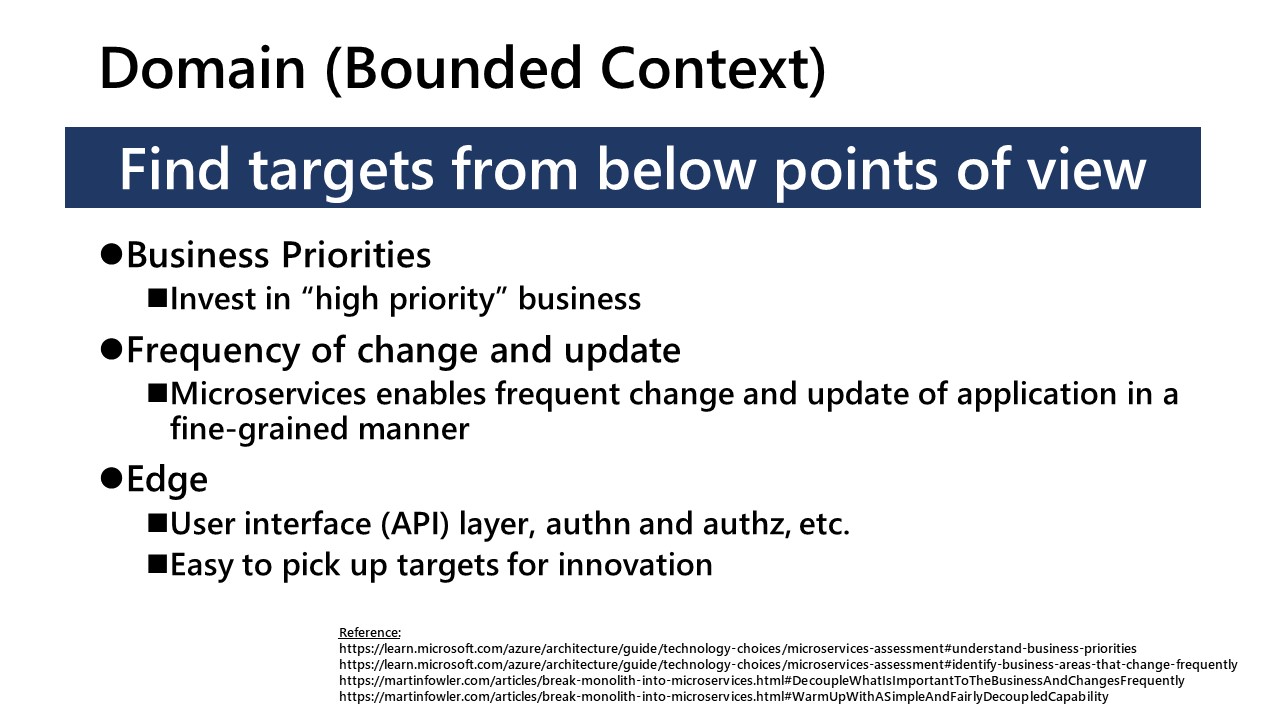 Domain (Bounded Context)
Find targets from below points of view
●Business Priorities
■Invest in “high priority” business
●Frequency of change and update
■Microservices enables frequent change and update of application in a
fine-grained manner
●Edge
■User interface (API) layer, authn and authz, etc.
■Easy to pick up targets for innovation
Reference:
https://learn.microsoft.com/azure/architecture/guide/technology-choices/microservices-assessment#understand-business-priorities
https://learn.microsoft.com/azure/architecture/guide/technology-choices/microservices-assessment#identify-business-areas-that-change-frequently
https://martinfowler.com/articles/break-monolith-into-microservices.html#DecoupleWhatIsImportantToTheBusinessAndChangesFrequently
https://martinfowler.com/articles/break-monolith-into-microservices.html#WarmUpWithASimpleAndFairlyDecoupledCapability